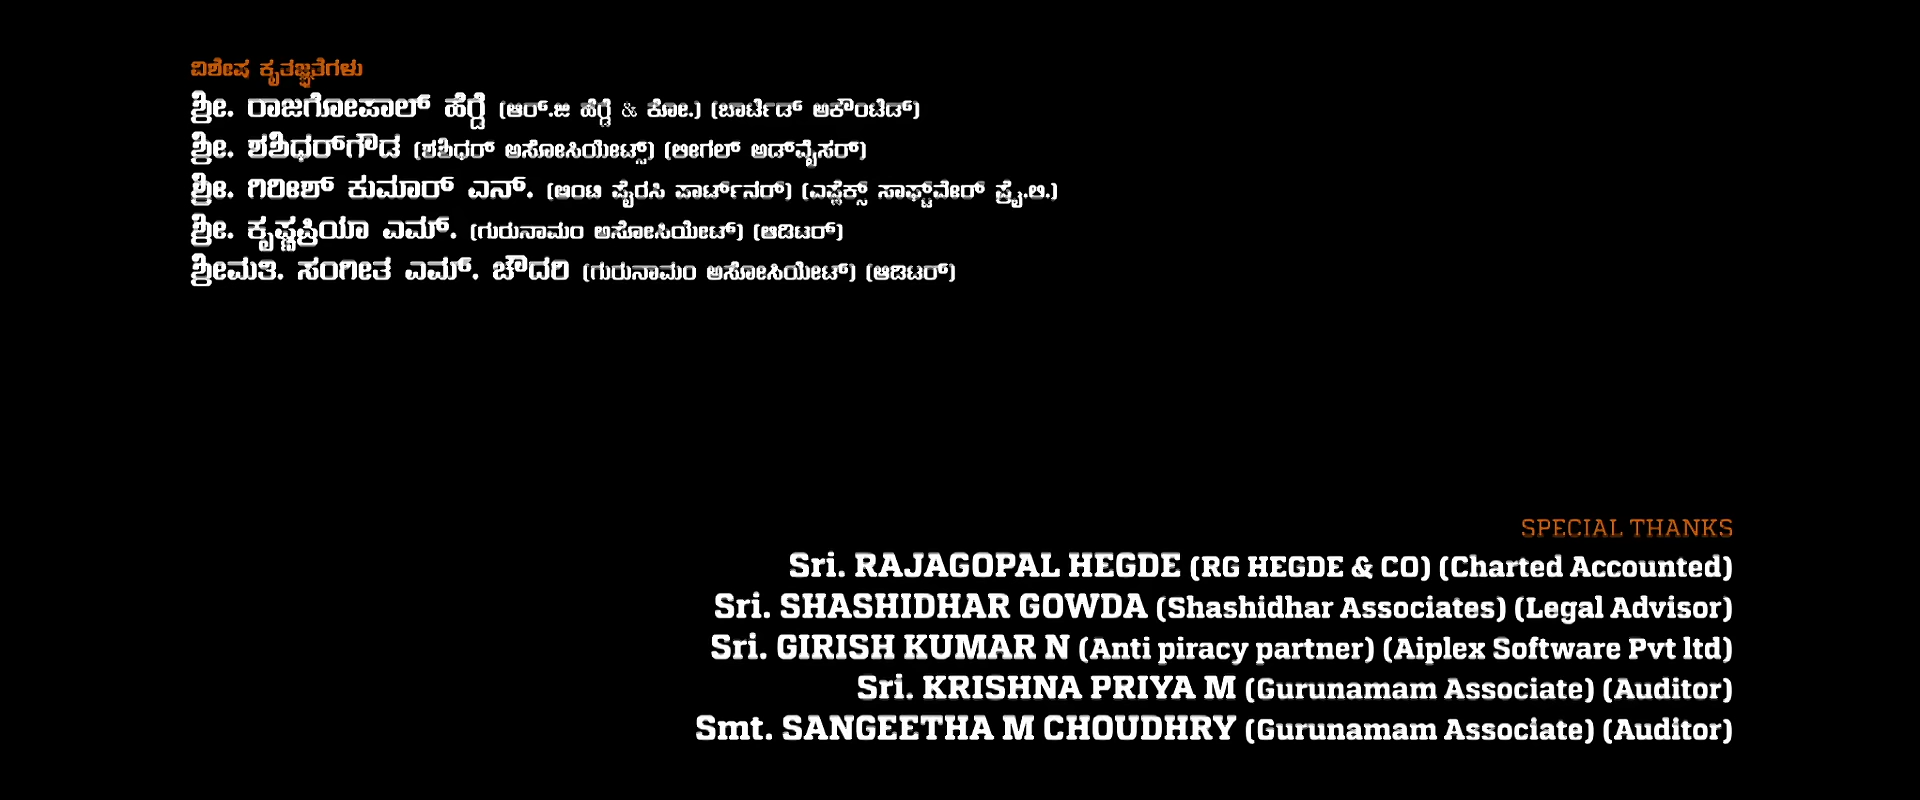 ವಿಶೇಷ ಕೃತಜ್ಞತೆಗಳು
ಶ್ರೀ. ರಾಜಗೋಪಾಲ್ ಹೆಗ್ಡೆ (ಆರ್.ಜಿ ಹೆಗ್ಡೆ & ಕೋ.) (ಚಾರ್ಟೆಡ್ ಅಕೌಂಟೆಡ್)
ಶ್ರೀ. ಶಶಿಧರ್‌ಗೌಡ (ಶಶಿಧರ್ ಅಸೋಸಿಯೇಟ್ಸ್) (ಲೀಗಲ್ ಅಡ್‌ವೈಸರ್)
ಶ್ರೀ. ಗಿರೀಶ್ ಕುಮಾರ್ ಎನ್. (ಆಂಟಿ ಪೈರಸಿ ಪಾರ್ಟ್‌ನರ್) (ಎಪ್ಲೆಕ್ಸ್ ಸಾಫ್ಟ್‌ವೇರ್ ಪ್ರೈ.ಲಿ.)
ಶ್ರೀ. ಕೃಷ್ಣಪ್ರಿಯಾ ಎಮ್. (ಗುರುನಾಮಂ ಅಸೋಸಿಯೇಟ್) (ಆಡಿಟರ್)
ಶ್ರೀಮತಿ. ಸಂಗೀತ ಎಮ್. ಚೌದರಿ (ಗುರುನಾಮಂ ಅಸೋಸಿಯೇಟ್) (ಆಡಿಟರ್)
SPECIAL THANKS
Sri. RAJAGOPAL HEGDE (RG HEGDE & CO) (Charted Accounted)
Sri. SHASHIDHAR GOWDA (Shashidhar Associates) (Legal Advisor)
Sri. GIRISH KUMAR N (Anti piracy partner) (Aiplex Software Pvt ltd)
Sri. KRISHNA PRIYA M (Gurunamam Associate) (Auditor)
Smt. SANGEETHA M CHOUDHRY (Gurunamam Associate) (Auditor)